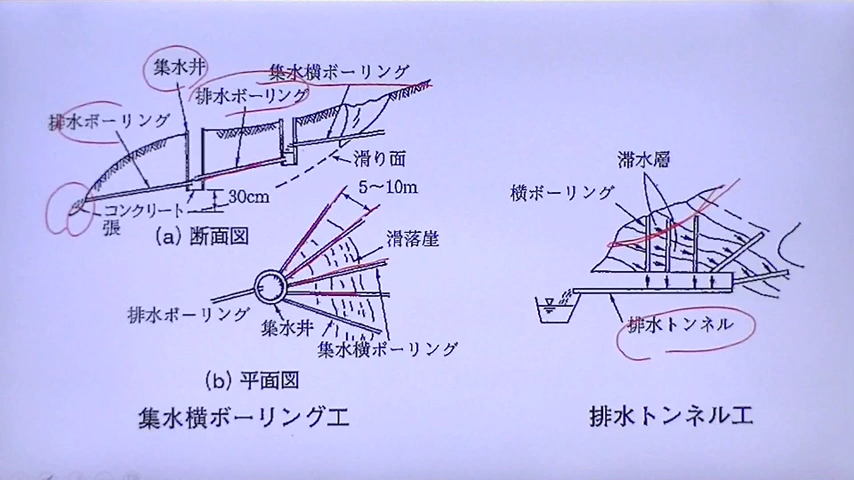 集水井
集水横ボーリング
排水ボーリング
排水ボーリング
滑り面
30cm
コンクリート
張
(a) 断面図
5~10m
滑落崖
排水ボーリング
集水井
集水横ボーリング
(b) 平面図
集水横ボーリング工
滞水層
横ボーリング
排水トンネル
排水トンネル工